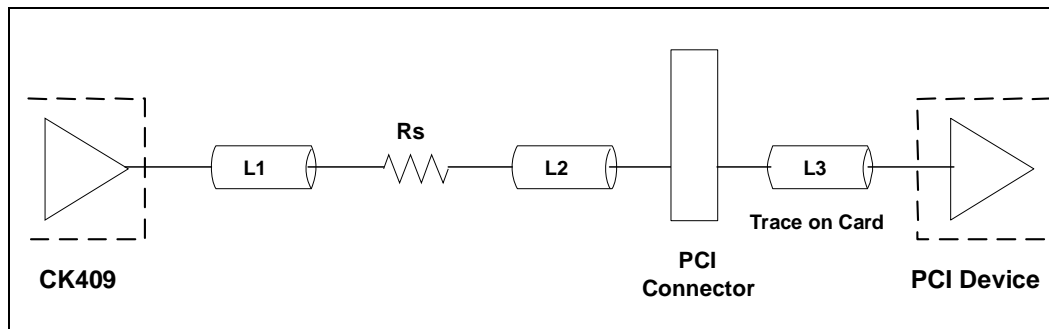 Rs
L1
L2
L3
Trace on Card
CK409
PCI
Connector
PCI Device